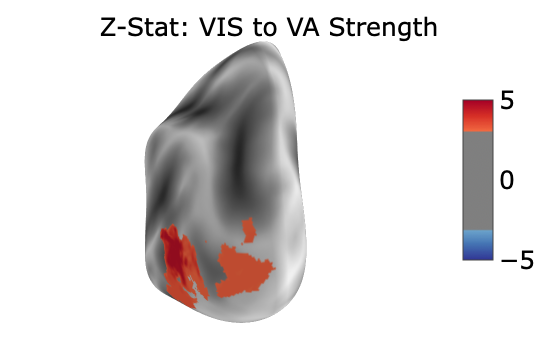 Z-Stat: VIS to VA Strength
5
0
−5